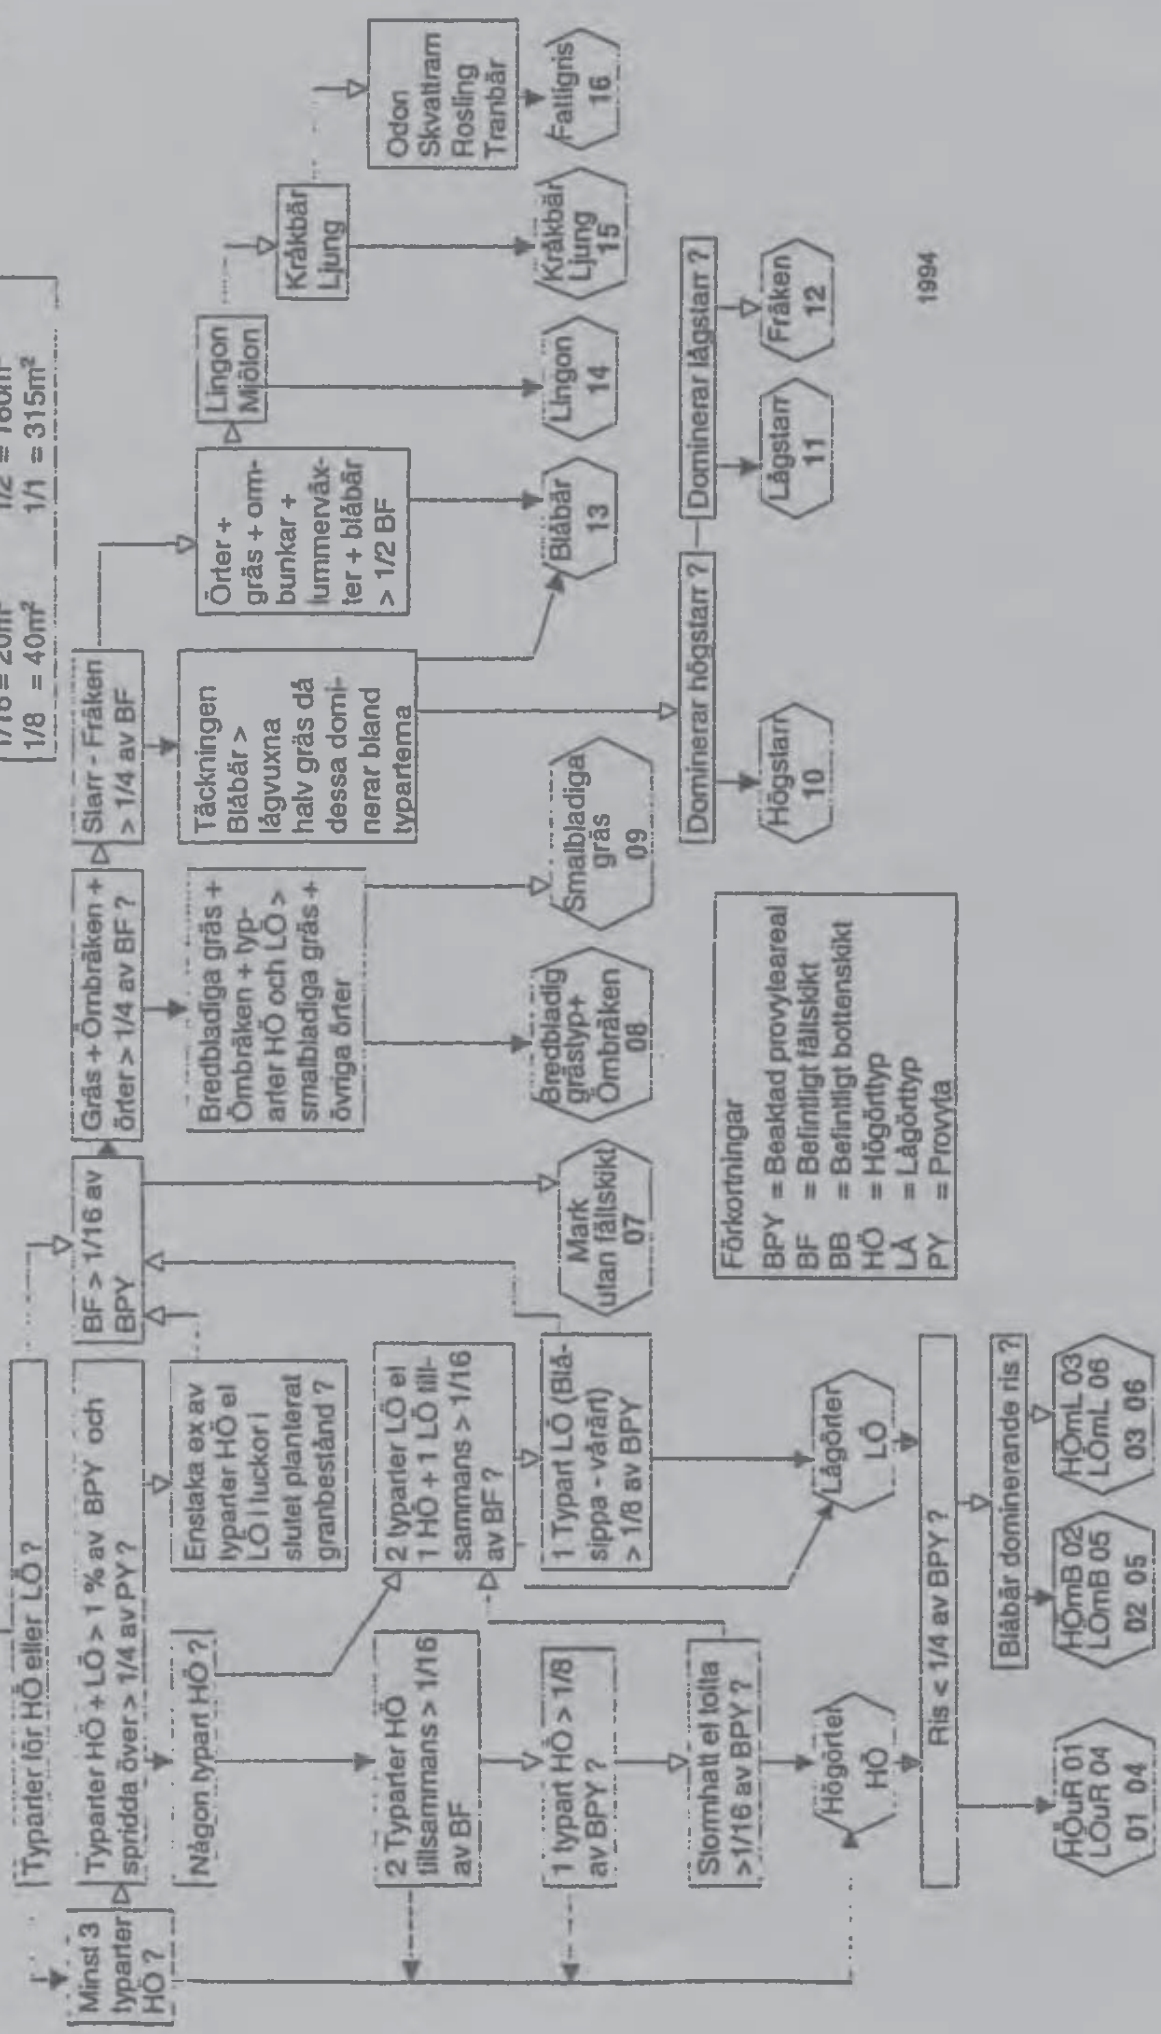 1/8 = 40m²
1/1 = 315m²
Typarter för HÖ eller LÖ ?
Minst 3
typarter
HÖ ?
Typarter HÖ + LÖ > 1 % av BPY och
spridda över > 1/4 av PY ?
BF > 1/16 av
BPY
Gräs + Örnbräken +
örter > 1/4 av BF ?
Starr - Fräken
> 1/4 av BF
Någon typart HÖ ?
Enstaka ex av
typarter HÖ el
LÖ i luckor i
slutet planterat
granbestånd ?
Bredbladiga gräs +
Örnbräken + typ-
arter HÖ och LÖ >
smalbladiga gräs +
övriga örter
Täckningen
Blåbär >
lågvuxna
halv gräs då
dessa domi-
nerar bland
typarterna
Örter +
gräs + orm-
bunkar +
lummerväx-
ter + blåbär
> 1/2 BF
Lingon
Mjölon
Kråkbär
Ljung
Odon
Skvattram
Rosling
Tranbär
2 Typarter HÖ
tillsammans > 1/16
av BF
2 typarter LÖ el
1 HÖ + 1 LÖ till-
sammans > 1/16
av BF ?
1 typart HÖ > 1/8
av BPY ?
1 Typart LÖ (Blå-
sippa - vårärt)
> 1/8 av BPY
Mark
utan fältskikt
07
Bredbladig
grästyp+
Örnbräken
08
Smalbladiga
gräs
09
Blåbär
13
Lingon
14
Kråkbär
Ljung
15
Fattigris
16
Stormhatt el tolta
>1/16 av BPY ?
Dominerar högstarr ?
Dominerar lågstarr ?
Högstarr
10
Lågstarr
11
Fräken
12
Högörter
HÖ
Lågörter
LÖ
Förkortningar
BPY = Beaktad provyteareal
BF = Befintligt fältskikt
BB = Befintligt bottenskikt
HÖ = Högörttyp
LÅ = Lågörttyp
PY = Provyta
Ris < 1/4 av BPY ?
1994
Blåbär dominerande ris ?
HÖuR 01
LÖuR 04
01 04
HÖmB 02
LÖmB 05
02 05
HÖmL 03
LÖmL 06
03 06